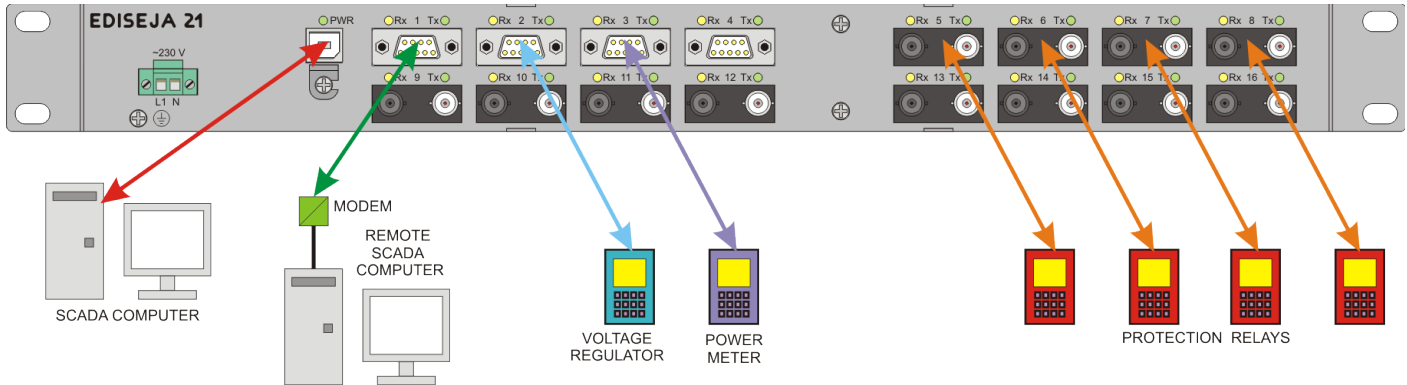 EDISEJA 21
PWR
Rx 1 Tx
Rx 2 Tx
Rx 3 Tx
Rx 4 Tx
Rx 5 Tx
Rx 6 Tx
Rx 7 Tx
Rx 8 Tx
~230 V
L1 N
Rx 9 Tx
Rx 10 Tx
Rx 11 Tx
Rx 12 Tx
Rx 13 Tx
Rx 14 Tx
Rx 15 Tx
Rx 16 Tx
MODEM
REMOTE
SCADA
COMPUTER
SCADA COMPUTER
VOLTAGE
REGULATOR
POWER
METER
PROTECTION RELAYS